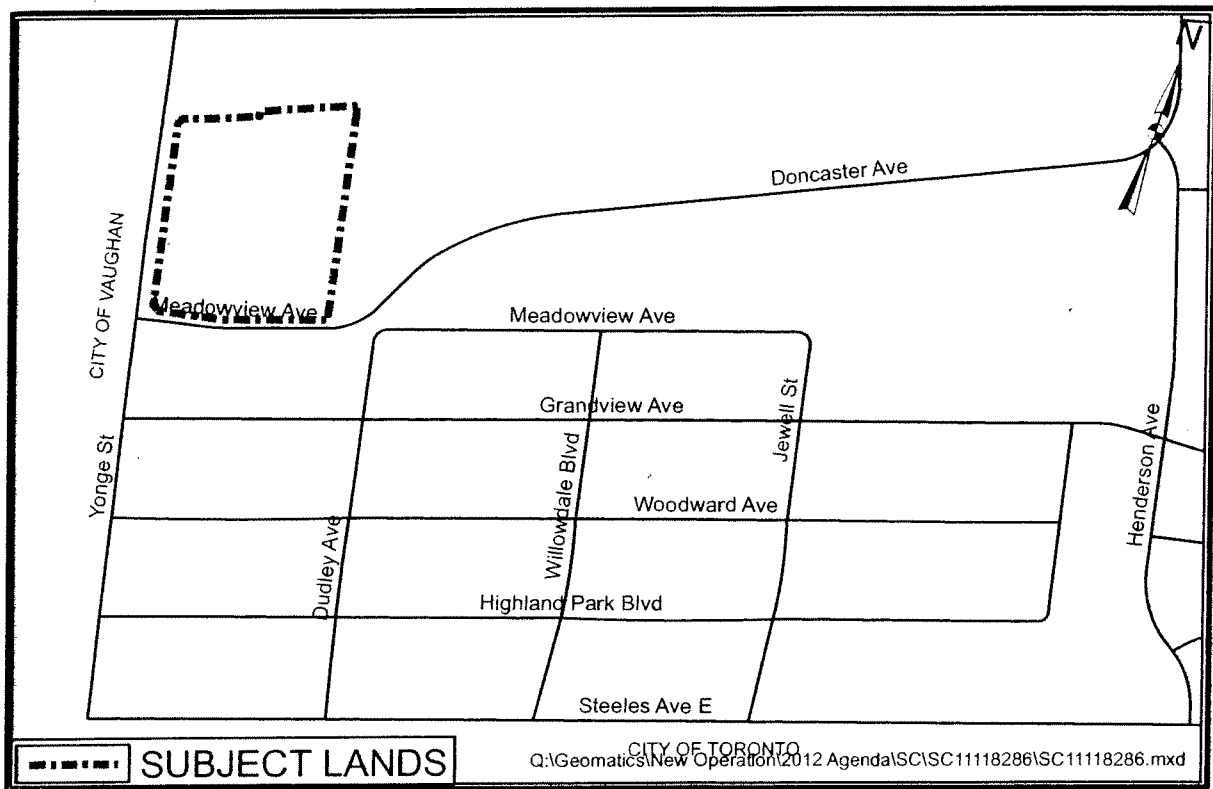 N
Doncaster Ave
CITY OF VAUGHAN
Meadowview Ave
Meadowview Ave
Grandview Ave
Jewell St
Henderson Ave
Yonge St
Willowdale Blvd
Woodward Ave
Dudley Ave
Highland Park Blvd
Steeles Ave E
SUBJECT LANDS
CITY OF TORONTO
Q:\Geomatics\New Operation\2012 Agenda\SC\SC11118286\SC11118286.mxd